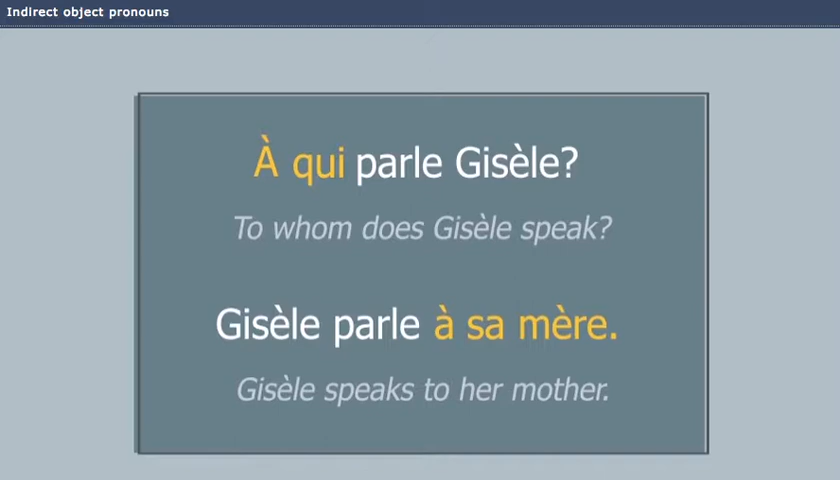 Indirect object pronouns
À qui parle Gisèle?
To whom does Gisèle speak?
Gisèle parle à sa mère.
Gisèle speaks to her mother.